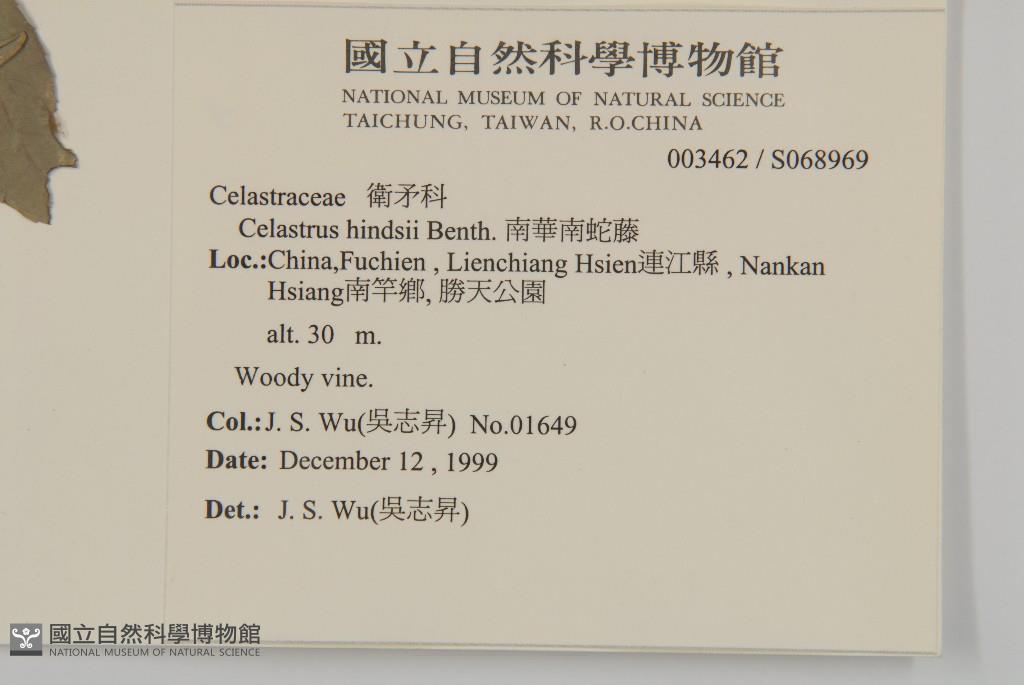 國立自然科學博物館
NATIONAL MUSEUM OF NATURAL SCIENCE
TAICHUNG, TAIWAN, R.O.CHINA
003462 / S068969
Celastraceae 衛矛科
Celastrus hindsii Benth. 南華南蛇藤
Loc.:China,Fuchien , Lienchiang Hsien連江縣 , Nankan
Hsiang南竿鄉, 勝天公園
alt. 30 m.
Woody vine.
Col.:J. S. Wu(吳志昇) No.01649
Date: December 12 , 1999
Det.: J. S. Wu(吳志昇)
國立自然科學博物館
NATIONAL MUSEUM OF NATURAL SCIENCE